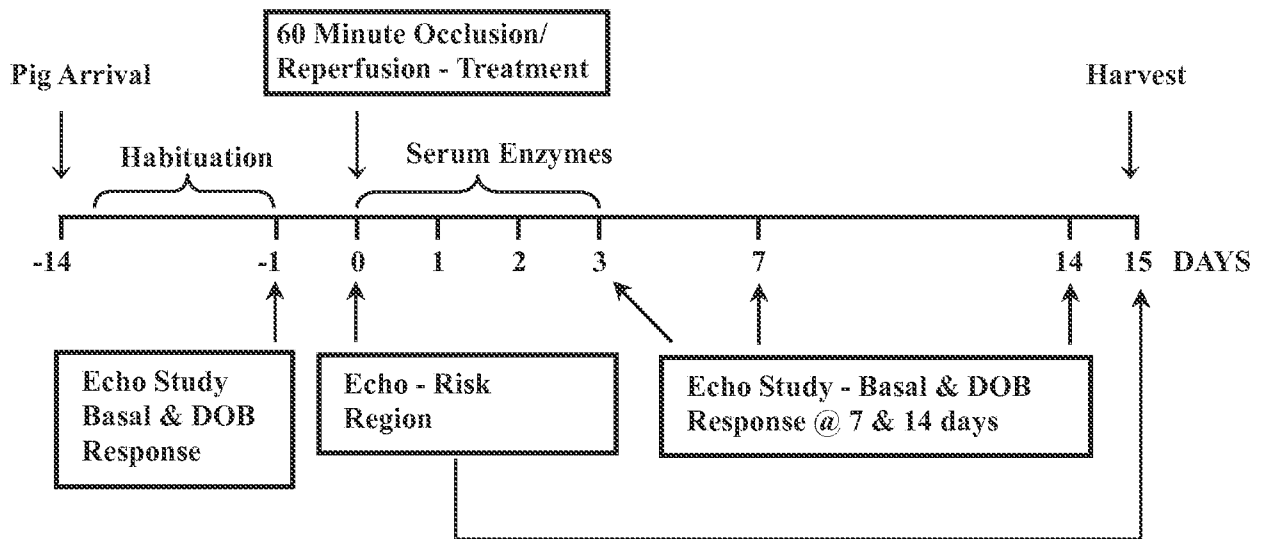 60 Minute Occlusion/
Reperfusion - Treatment
Pig Arrival
Harvest
Habituation
Serum Enzymes
-14 -1 0 1 2 3 7 14 15 DAYS
Echo Study
Basal & DOB
Response
Echo - Risk
Region
Echo Study - Basal & DOB
Response @ 7 & 14 days